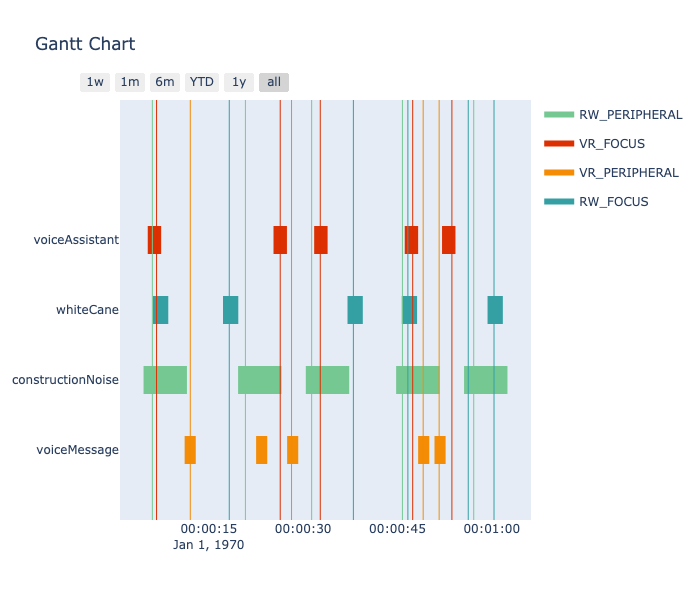 Gantt Chart
1w 1m 6m YTD 1y all
RW_PERIPHERAL
VR_FOCUS
VR_PERIPHERAL
RW_FOCUS
voiceAssistant
whiteCane
constructionNoise
voiceMessage
00:00:15 00:00:30 00:00:45 00:01:00
Jan 1, 1970